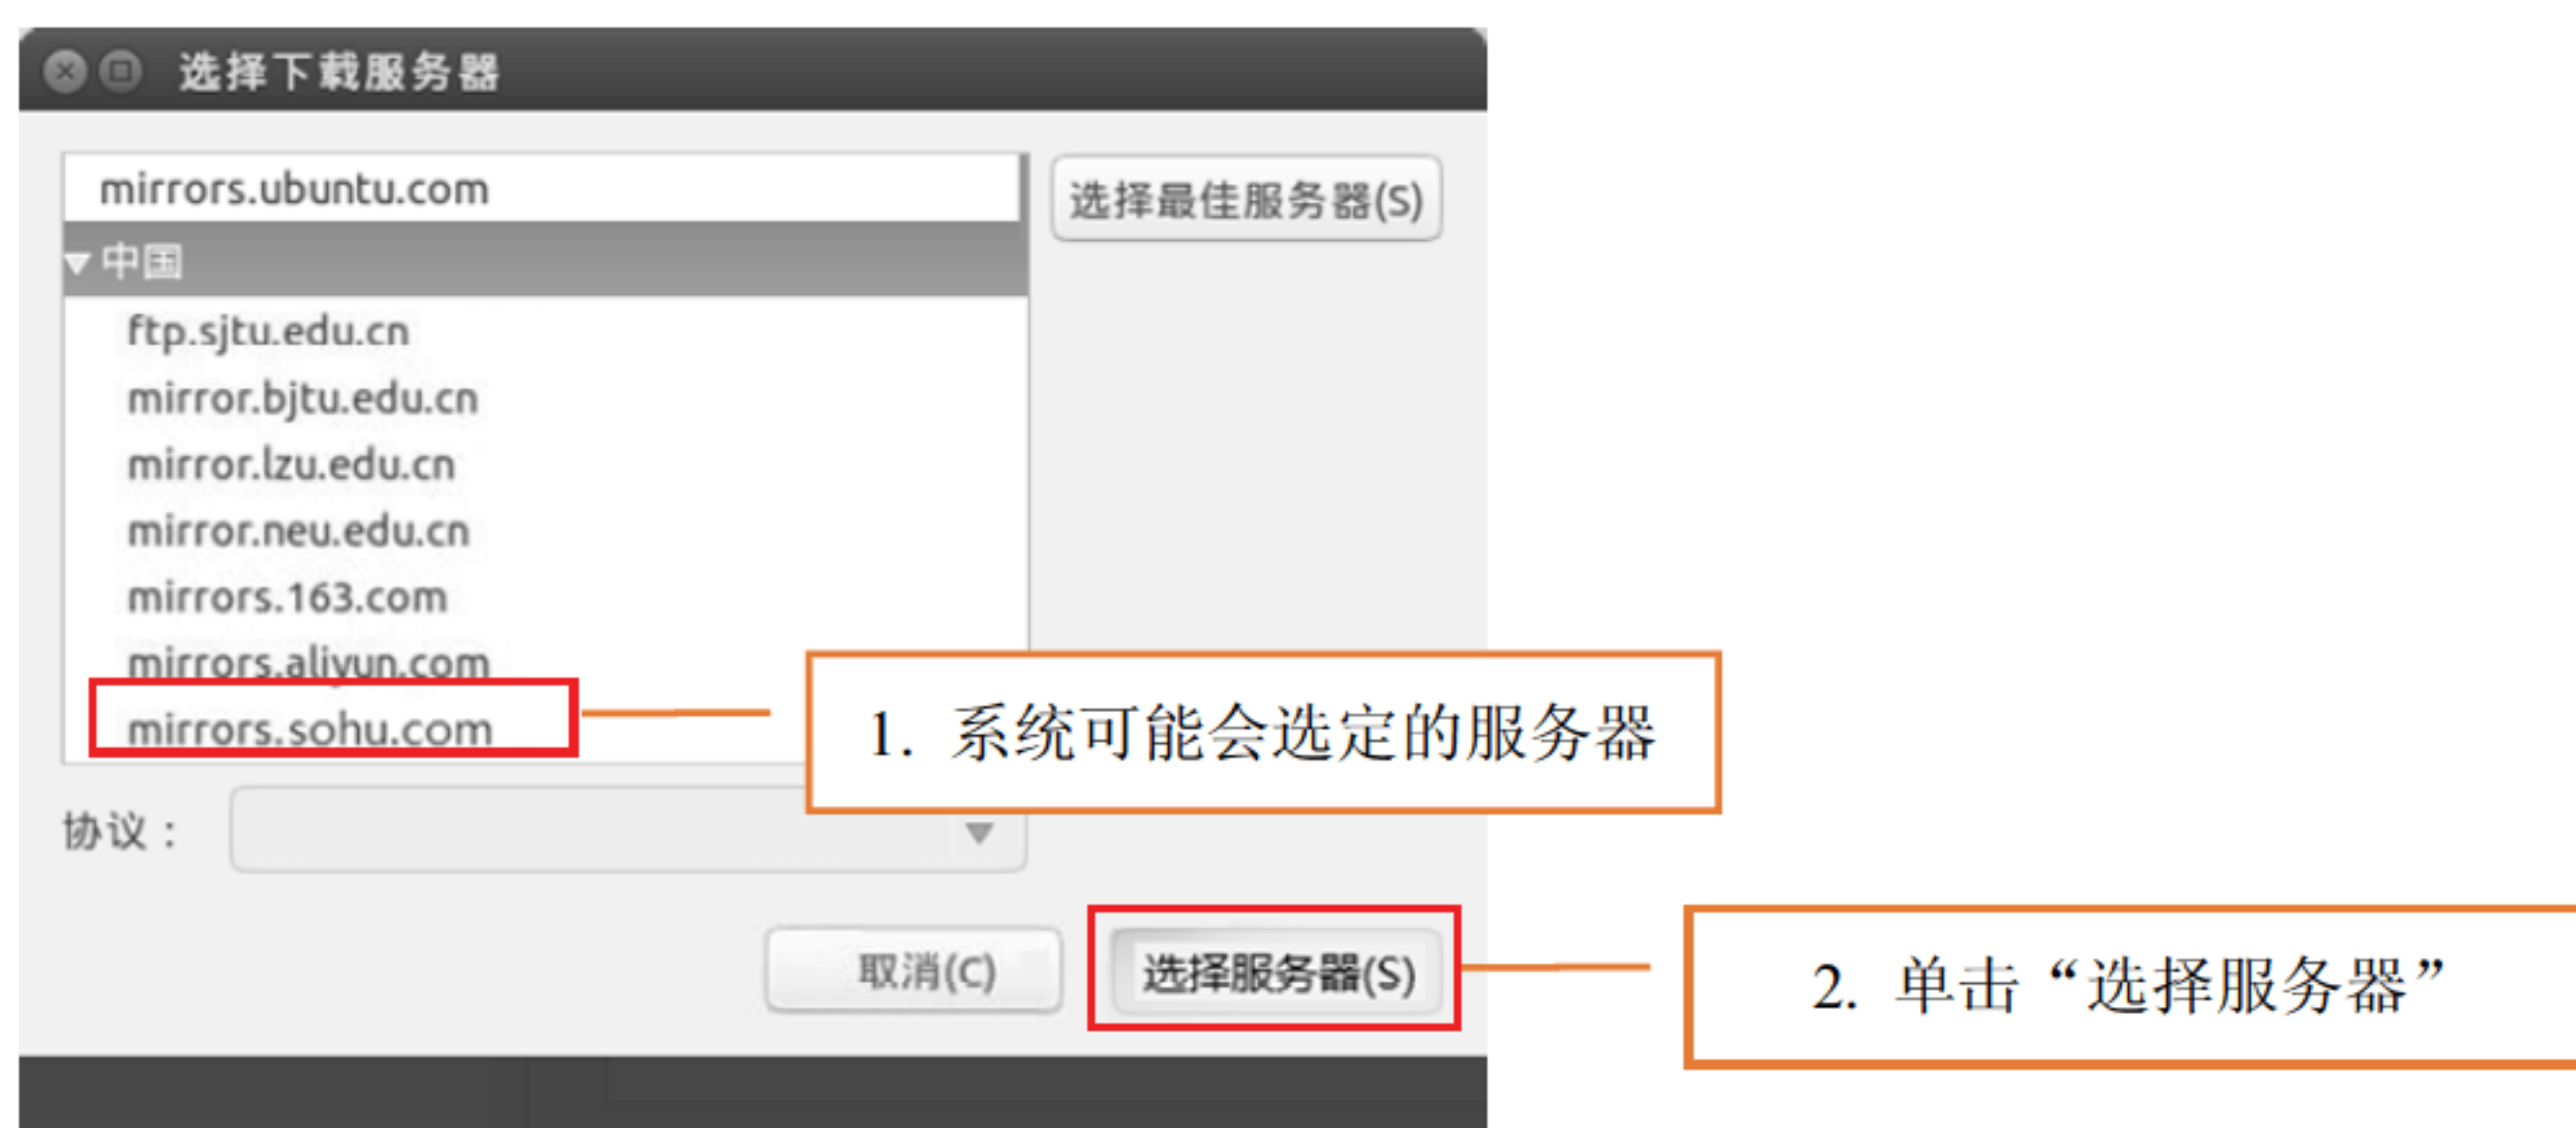 选择下载服务器
mirrors.ubuntu.com
选择最佳服务器(S)
中国
ftp.sjtu.edu.cn
mirror.bjtu.edu.cn
mirror.lzu.edu.cn
mirror.neu.edu.cn
mirrors.163.com
mirrors.aliyun.com
mirrors.sohu.com
1. 系统可能会选定的服务器
协议：
取消(C)
选择服务器(S)
2. 单击“选择服务器”